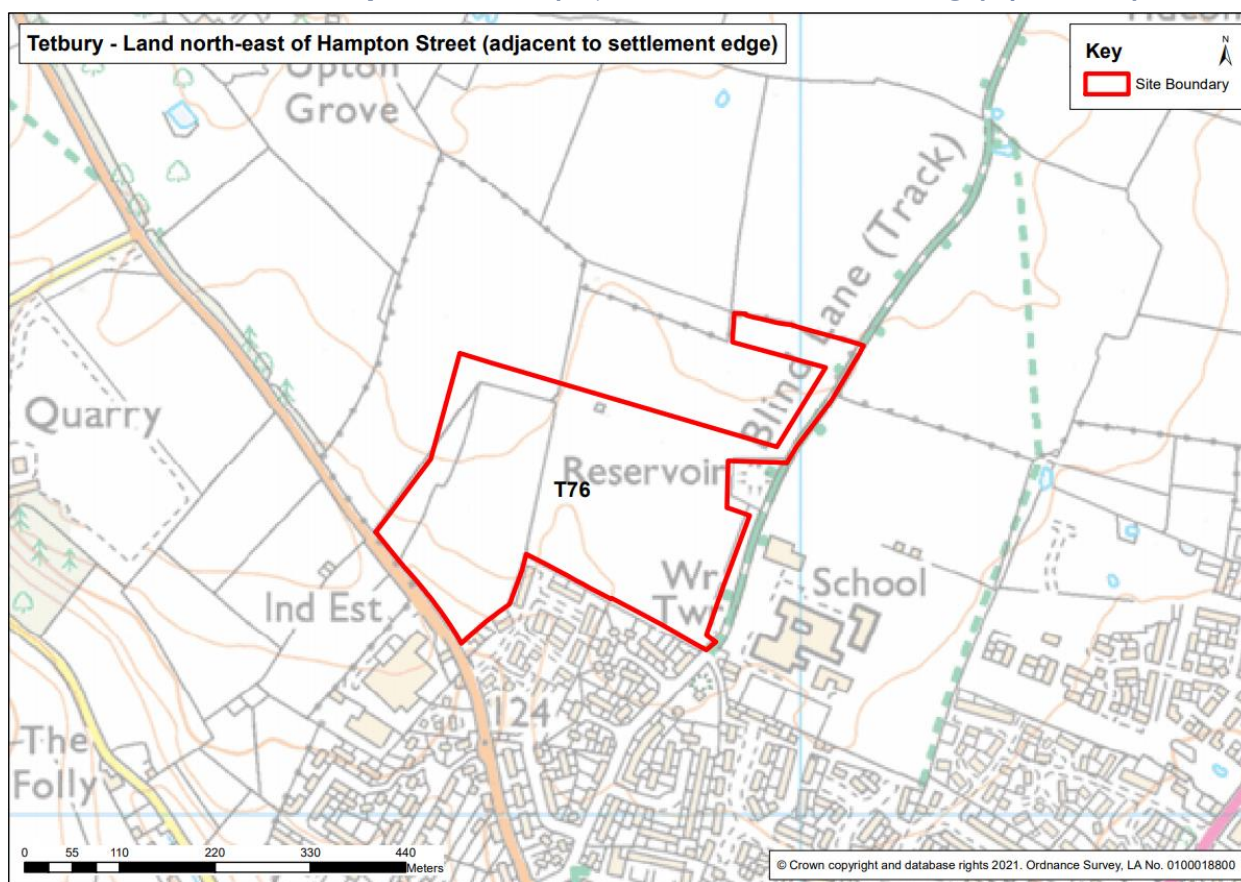 Tetbury - Land north-east of Hampton Street (adjacent to settlement edge)
Key
N
Site Boundary
Upton
Grove
Blind Lane (Track)
Quarry
Reservoir
T76
Wr
Twr
School
Ind Est
124
The
Folly
0 55 110 220 330 440
Meters
© Crown copyright and database rights 2021. Ordnance Survey, LA No. 0100018800